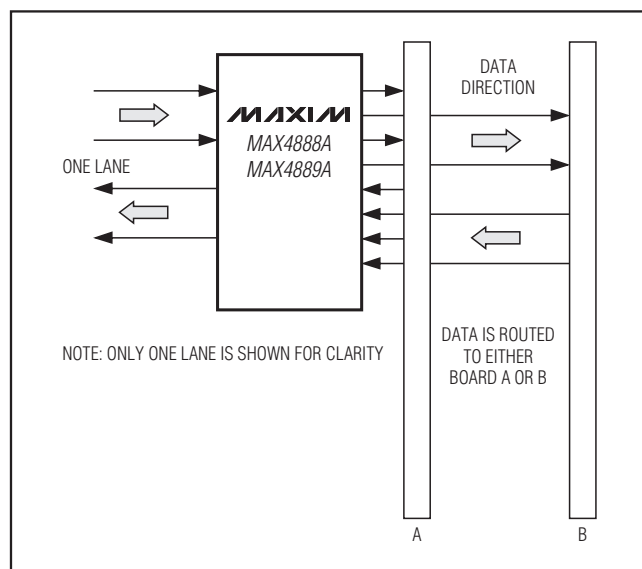 DATA
DIRECTION
MAXIM
MAX4888A
MAX4889A
ONE LANE
NOTE: ONLY ONE LANE IS SHOWN FOR CLARITY
DATA IS ROUTED
TO EITHER
BOARD A OR B
A
B